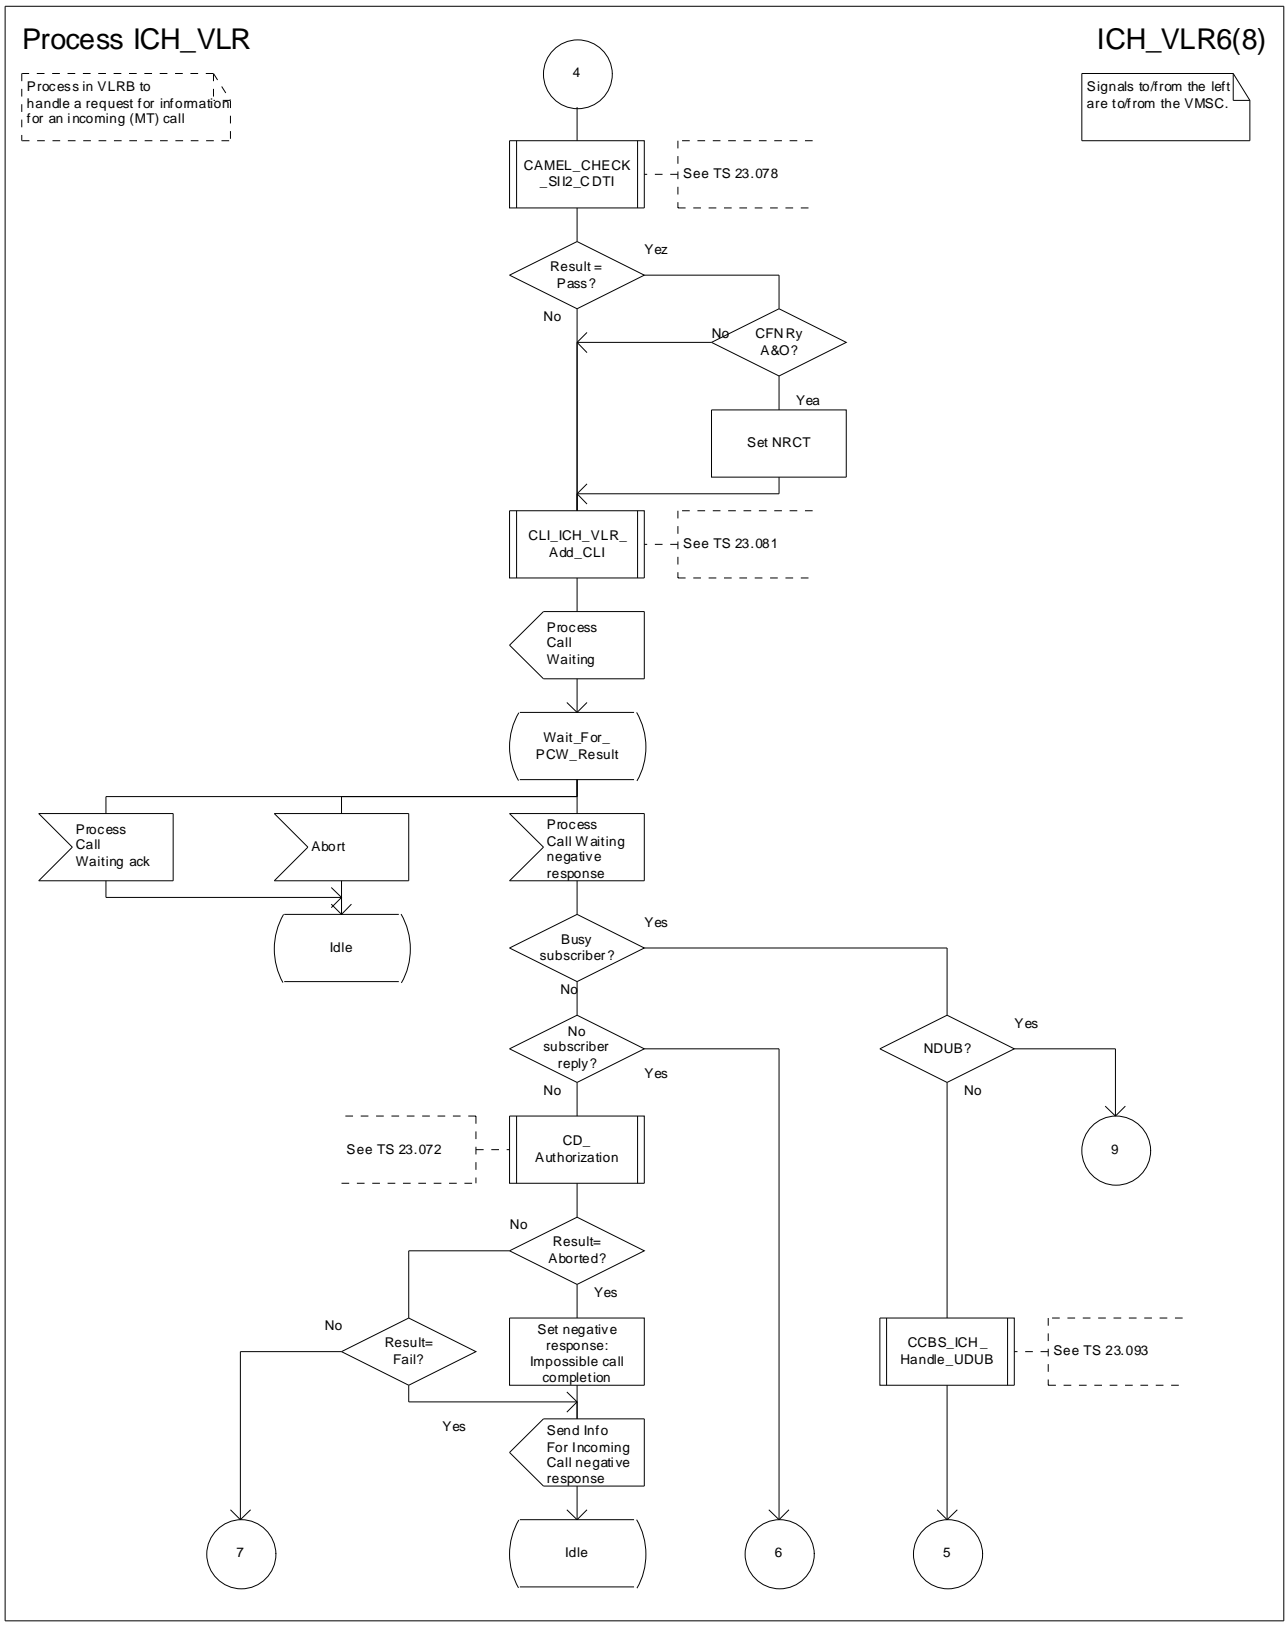 Process ICH_VLR
ICH_VLR6(8)
Process in VLRB to
handle a request for information
for an incoming (MT) call
Signals to/from the left
are to/from the VMSC.
4
CAMEL_CHECK
_SII2_CDTI
See TS 23.078
Yez
Result =
Pass?
No
No
CFNRy
A&O?
Yea
Set NRCT
CLI_ICH_VLR_
Add_CLI
See TS 23.081
Process
Call
Waiting
Wait_For_
PCW_Result
Process
Call
Waiting ack
Abort
Process
Call Waiting
negative
response
Idle
Yes
Busy
subscriber?
No
No
subscriber
reply?
Yes
No
Yes
NDUB?
No
9
See TS 23.072
CD_
Authorization
No
Result=
Aborted?
Yes
No
Result=
Fail?
Yes
Set negative
response:
Impossible call
completion
CCBS_ICH_
Handle_UDUB
See TS 23.093
Send Info
For Incoming
Call negative
response
7
Idle
6
5